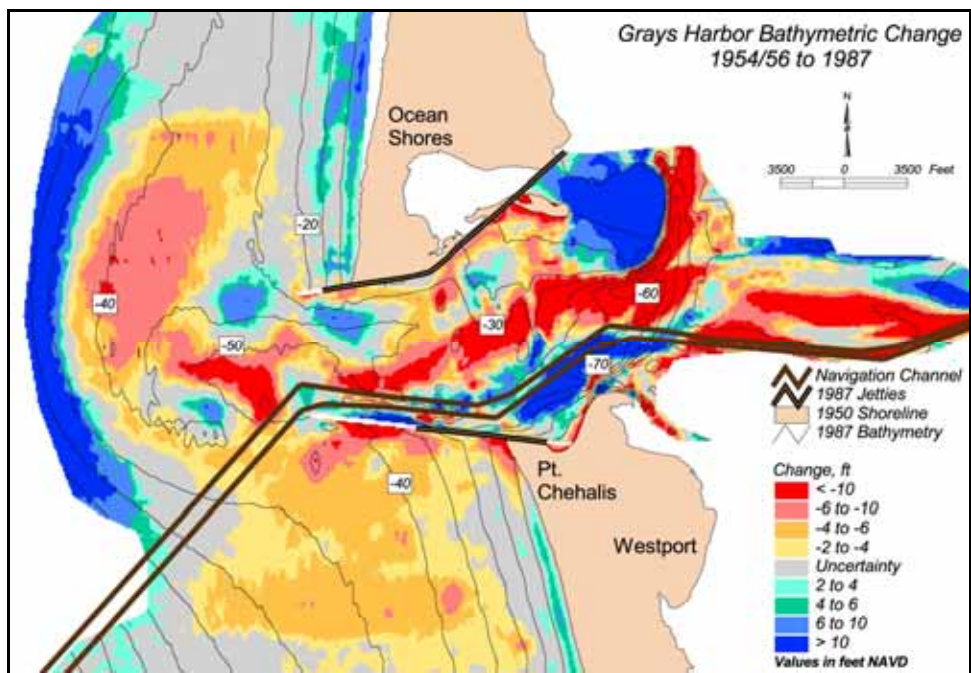 Grays Harbor Bathymetric Change
1954/56 to 1987
N
3500 0 3500 Feet
Ocean
Shores
-20
-40
-50
-30
-60
-70
-40
Pt.
Chehalis
Westport
Navigation Channel
1987 Jetties
1950 Shoreline
1987 Bathymetry
Change, ft
< -10
-6 to -10
-4 to -6
-2 to -4
Uncertainty
2 to 4
4 to 6
6 to 10
> 10
Values in feet NAVD